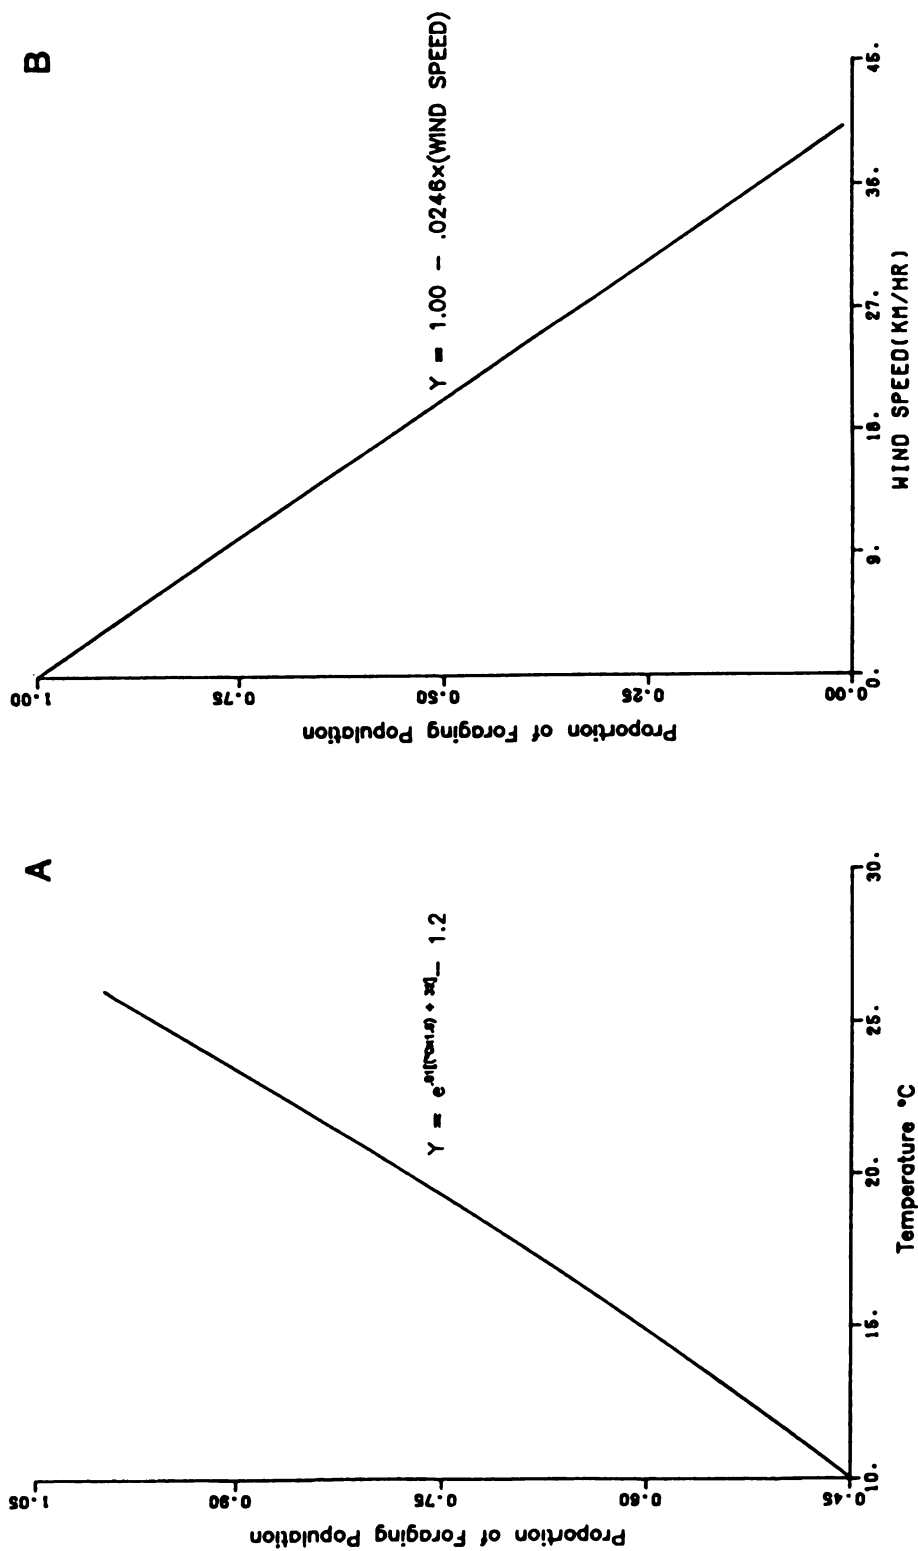 A
1.05
0.90
0.75
0.60
0.45
Proportion of Foraging Population
Y = e 1.2
10. 15. 20. 25. 30.
Temperature °C
B
1.00
0.75
0.50
0.25
0.00
Proportion of Foraging Population
Y = 1.00 - .0246×(WIND SPEED)
0. 9. 18. 27. 36. 45.
WIND SPEED(KM/HR)